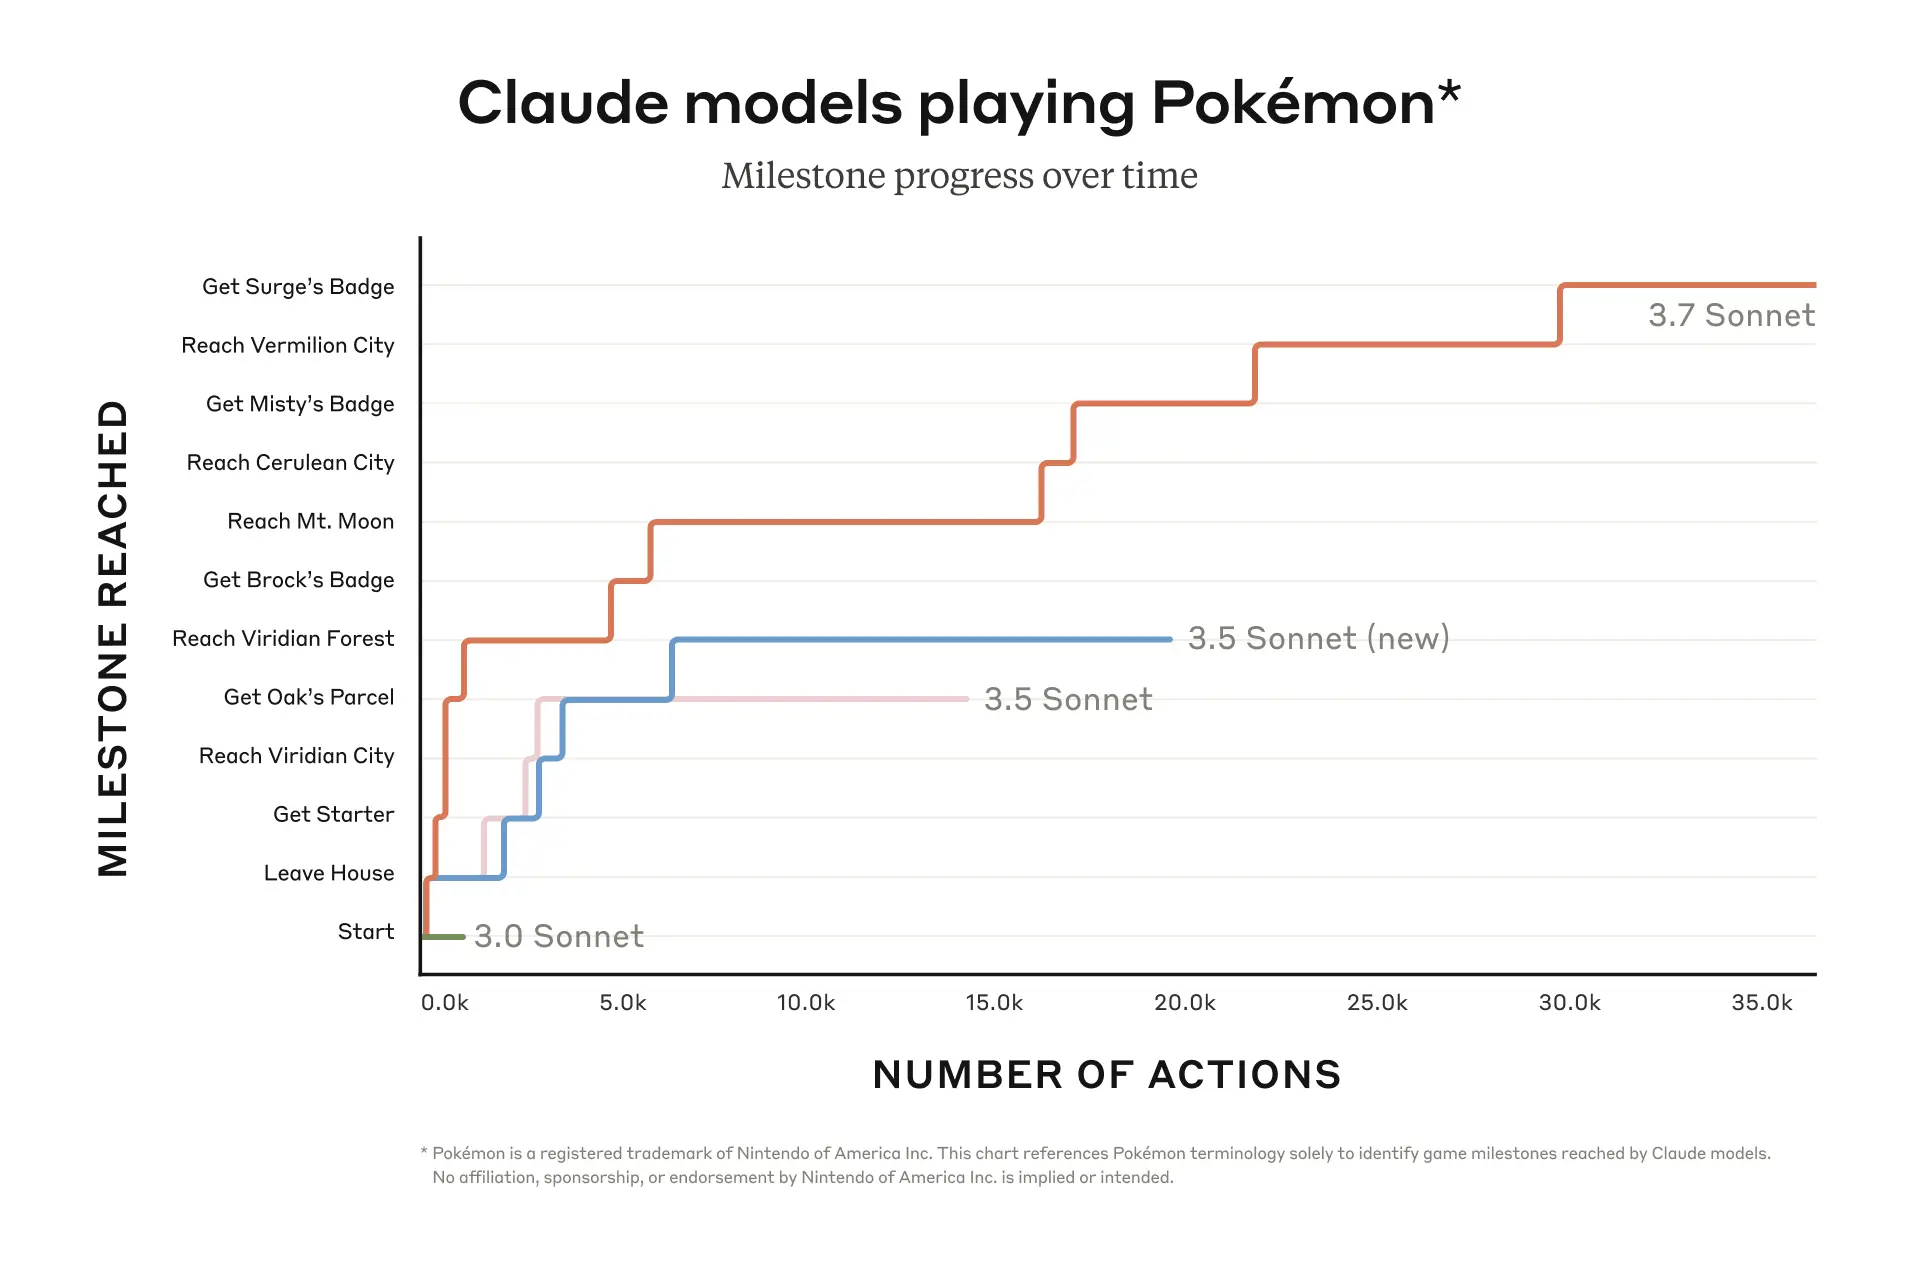 Claude models playing Pokémon*
Milestone progress over time
MILESTONE REACHED
Get Surge's Badge
Reach Vermilion City
Get Misty's Badge
Reach Cerulean City
Reach Mt. Moon
Get Brock's Badge
Reach Viridian Forest
Get Oak's Parcel
Reach Viridian City
Get Starter
Leave House
Start
3.7 Sonnet
3.5 Sonnet (new)
3.5 Sonnet
3.0 Sonnet
0.0k 5.0k 10.0k 15.0k 20.0k 25.0k 30.0k 35.0k
NUMBER OF ACTIONS
* Pokémon is a registered trademark of Nintendo of America Inc. This chart references Pokémon terminology solely to identify game milestones reached by Claude models.
No affiliation, sponsorship, or endorsement by Nintendo of America Inc. is implied or intended.